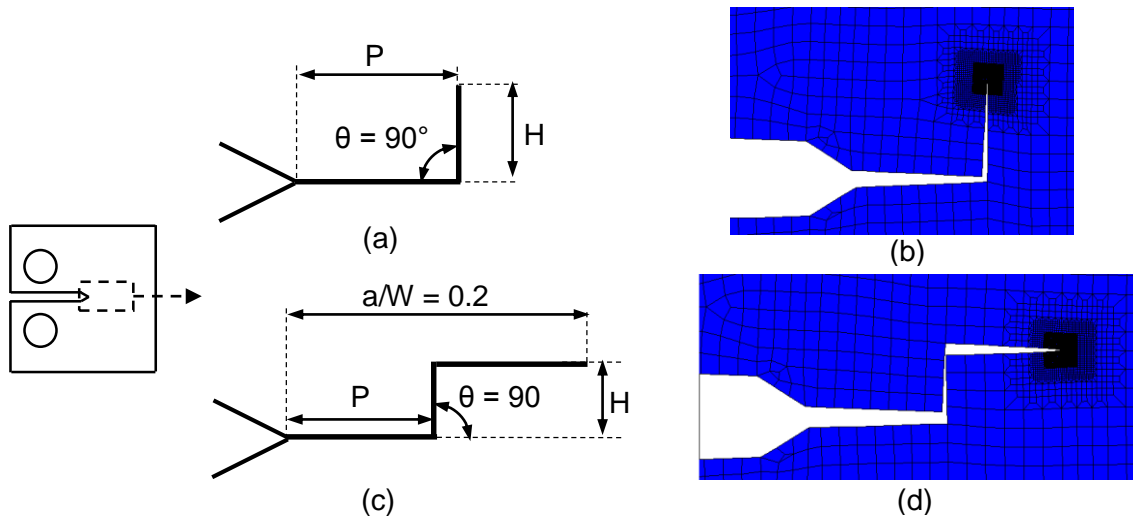 P
θ = 90°
H
(a)
(b)
a/W = 0.2
P
θ = 90
H
(c)
(d)